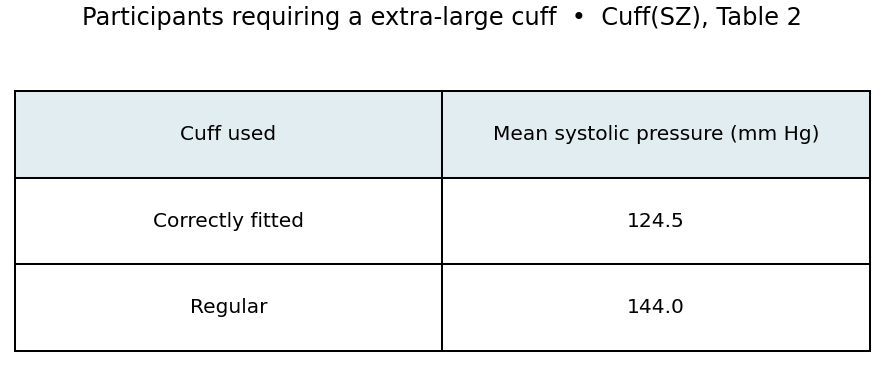 Participants requiring a extra-large cuff • Cuff(SZ), Table 2
Cuff used Mean systolic pressure (mm Hg)
Correctly fitted 124.5
Regular 144.0